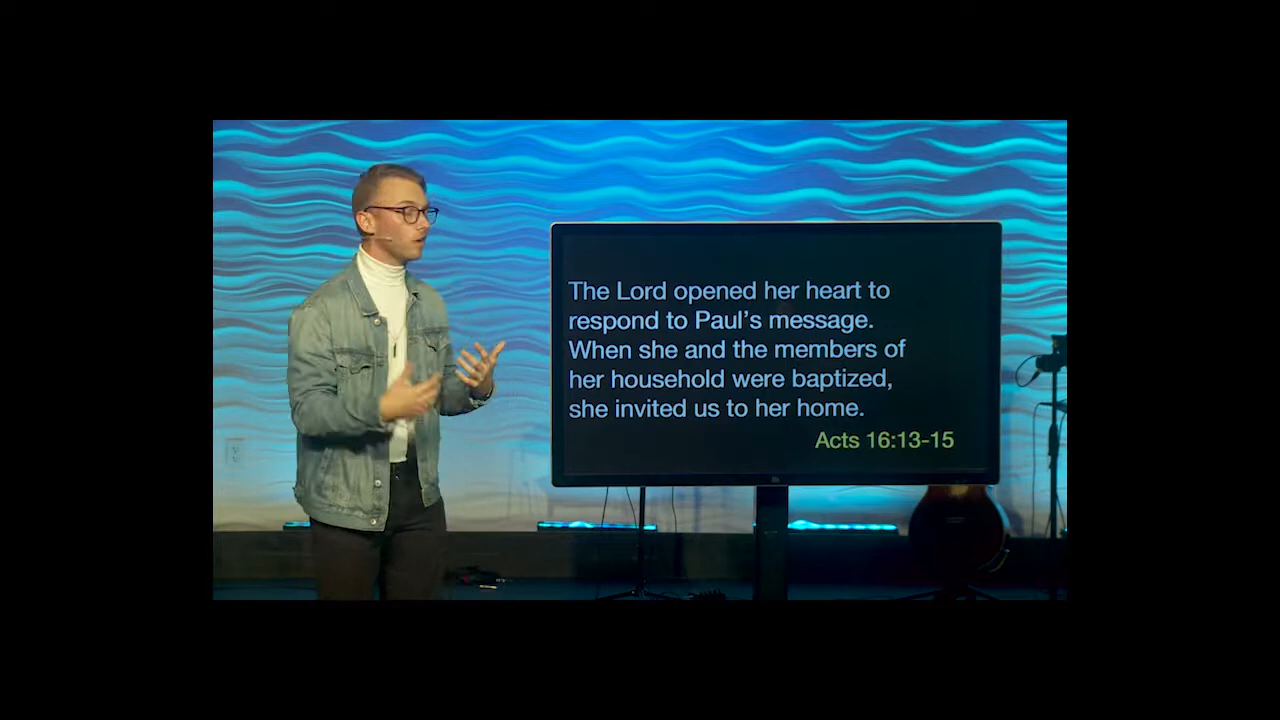 The Lord opened her heart to
respond to Paul's message.
When she and the members of
her household were baptized,
she invited us to her home.
Acts 16:13-15